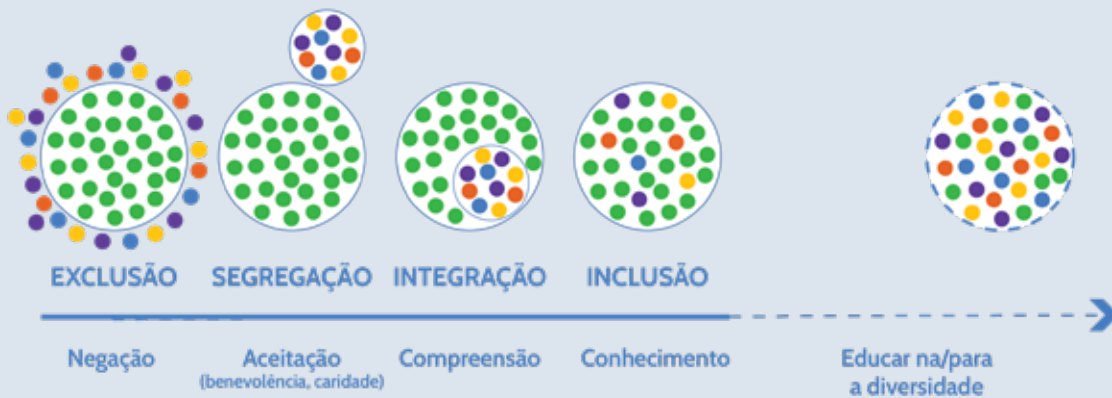 EXCLUSÃO SEGREGAÇÃO INTEGRAÇÃO INCLUSÃO
Negação Aceitação Compreensão Conhecimento Educar na/para
(benevolência, caridade) a diversidade